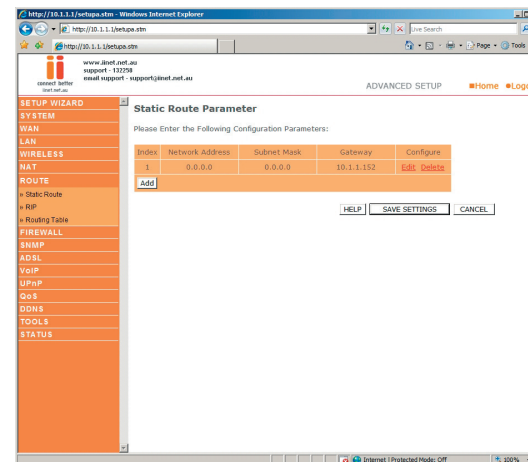 http://10.1.1.1/setupa.stm - Windows Internet Explorer
http://10.1.1.1/setupa.stm
Live Search
http://10.1.1.1/setupa.stm
Page
Tools
www.iinet.net.au
support - 132258
email support - support@iinet.net.au
connect better
iinet.net.au
ADVANCED SETUP
Home
SETUP WIZARD
SYSTEM
WAN
LAN
WIRELESS
NAT
ROUTE
» Static Route
» RIP
» Routing Table
FIREWALL
SNMP
ADSL
VoIP
UPnP
QoS
DDNS
TOOLS
STATUS
Static Route Parameter
Please Enter the Following Configuration Parameters:
Index Network Address Subnet Mask Gateway Configure
1 0.0.0.0 0.0.0.0 10.1.1.152 Edit Delete
Add
HELP SAVE SETTINGS CANCEL
Internet | Protected Mode: Off
100%